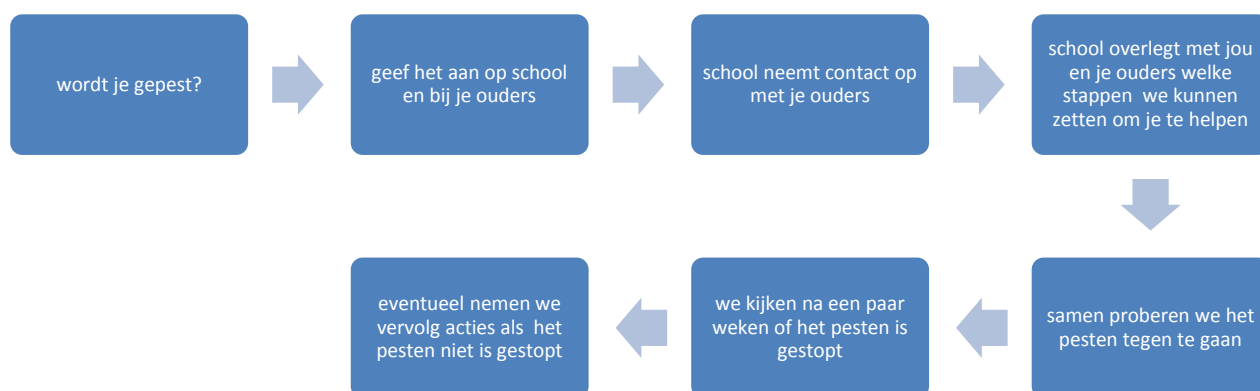 wordt je gepest?
geef het aan op school
en bij je ouders
school neemt contact op
met je ouders
school overlegt met jou
en je ouders welke
stappen we kunnen
zetten om je te helpen
samen proberen we het
pesten tegen te gaan
we kijken na een paar
weken of het pesten is
gestopt
eventueel nemen we
vervolg acties als het
pesten niet is gestopt